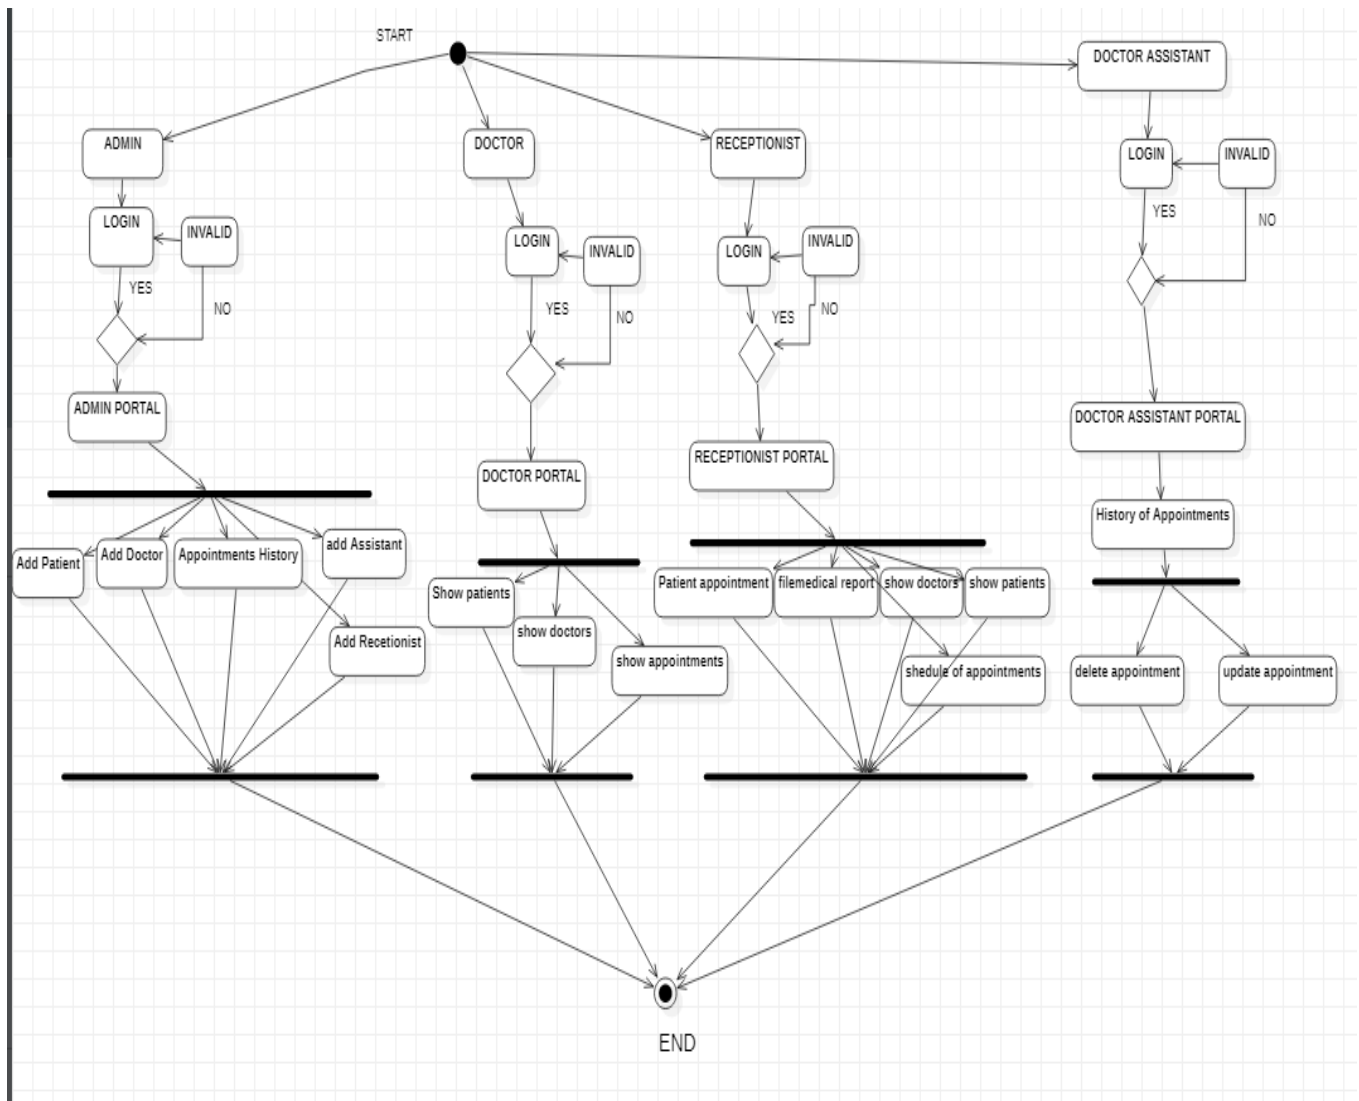 START
DOCTOR ASSISTANT
ADMIN
DOCTOR
RECEPTIONIST
LOGIN
INVALID
YES
NO
LOGIN
INVALID
YES
NO
LOGIN
INVALID
YES
NO
LOGIN
INVALID
YES
NO
ADMIN PORTAL
DOCTOR PORTAL
RECEPTIONIST PORTAL
DOCTOR ASSISTANT PORTAL
History of Appointments
Add Patient
Add Doctor
Appointments History
add Assistant
Add Recetionist
Show patients
show doctors
show appointments
Patient appointment
filemedical report
show doctors
show patients
shedule of appointments
delete appointment
update appointment
END